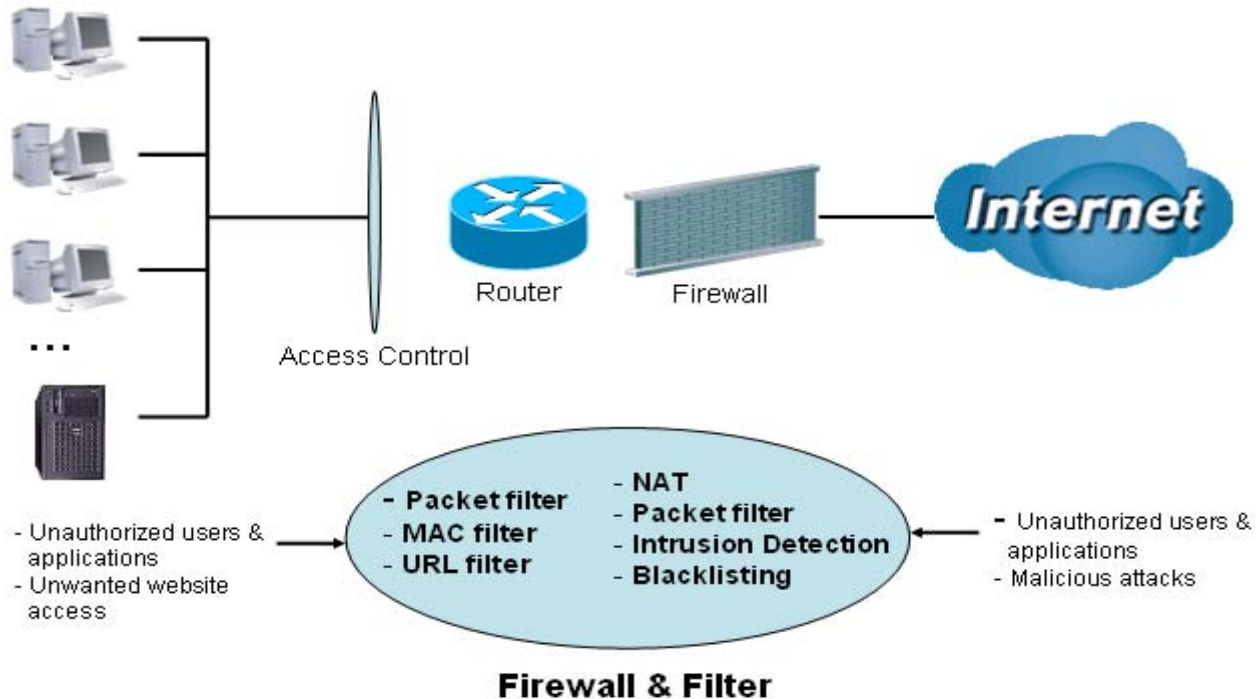 Internet
Router
Firewall
...
Access Control
- Packet filter
- MAC filter
- URL filter
- NAT
- Packet filter
- Intrusion Detection
- Blacklisting
- Unauthorized users &
applications
- Unwanted website
access
- Unauthorized users &
applications
- Malicious attacks
Firewall & Filter